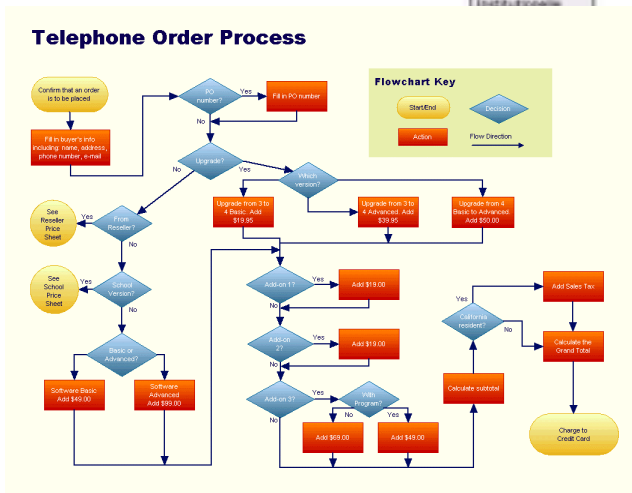 Telephone Order Process
Confirm that an order
is to be placed
Fill in buyer's info
including: name, address,
phone number, e-mail
PO
number?
Yes
Fill in PO number
No
Flowchart Key
Start/End
Decision
Action
Flow Direction
Upgrade?
No
Yes
Which
version?
Upgrade from 3 to
4 Basic. Add
$19.95
Upgrade from 3 to
4 Advanced. Add
$39.95
Upgrade from 4
Basic to Advanced.
Add $50.00
See
Reseller
Price
Sheet
Yes
From
Reseller?
No
See
School
Price
Sheet
Yes
School
Version?
No
Basic or
Advanced?
Software Basic
Add $49.00
Software
Advanced
Add $99.00
Add-on 1?
Yes
Add $19.00
No
Add-on
2?
Yes
Add $19.00
No
Add-on 3?
Yes
With
Program?
No
No
Yes
Add $69.00
Add $49.00
Calculate subtotal
California
resident?
Yes
No
Add Sales Tax
Calculate the
Grand Total
Charge to
Credit Card